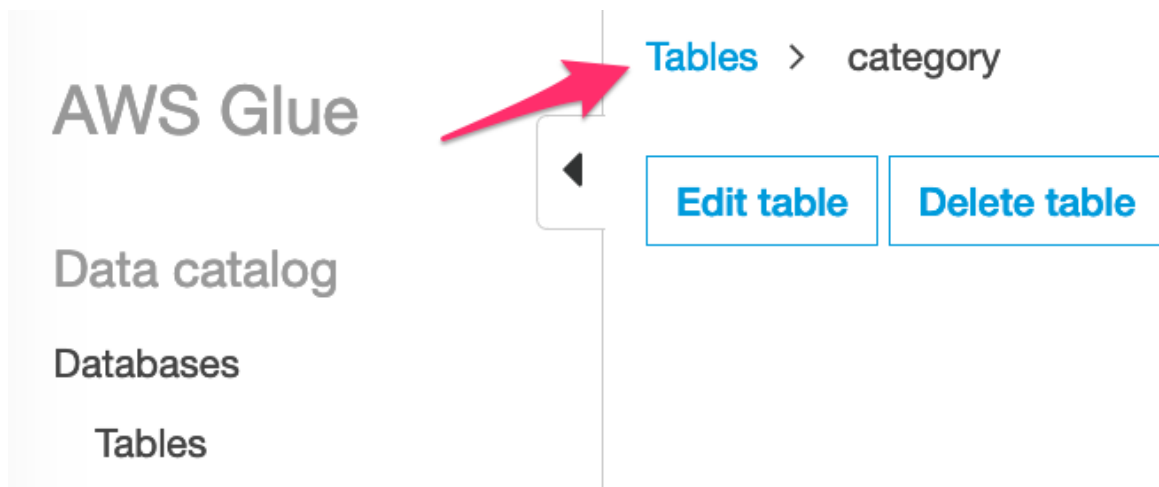 AWS Glue
Data catalog
Databases
Tables
Tables > category
Edit table
Delete table